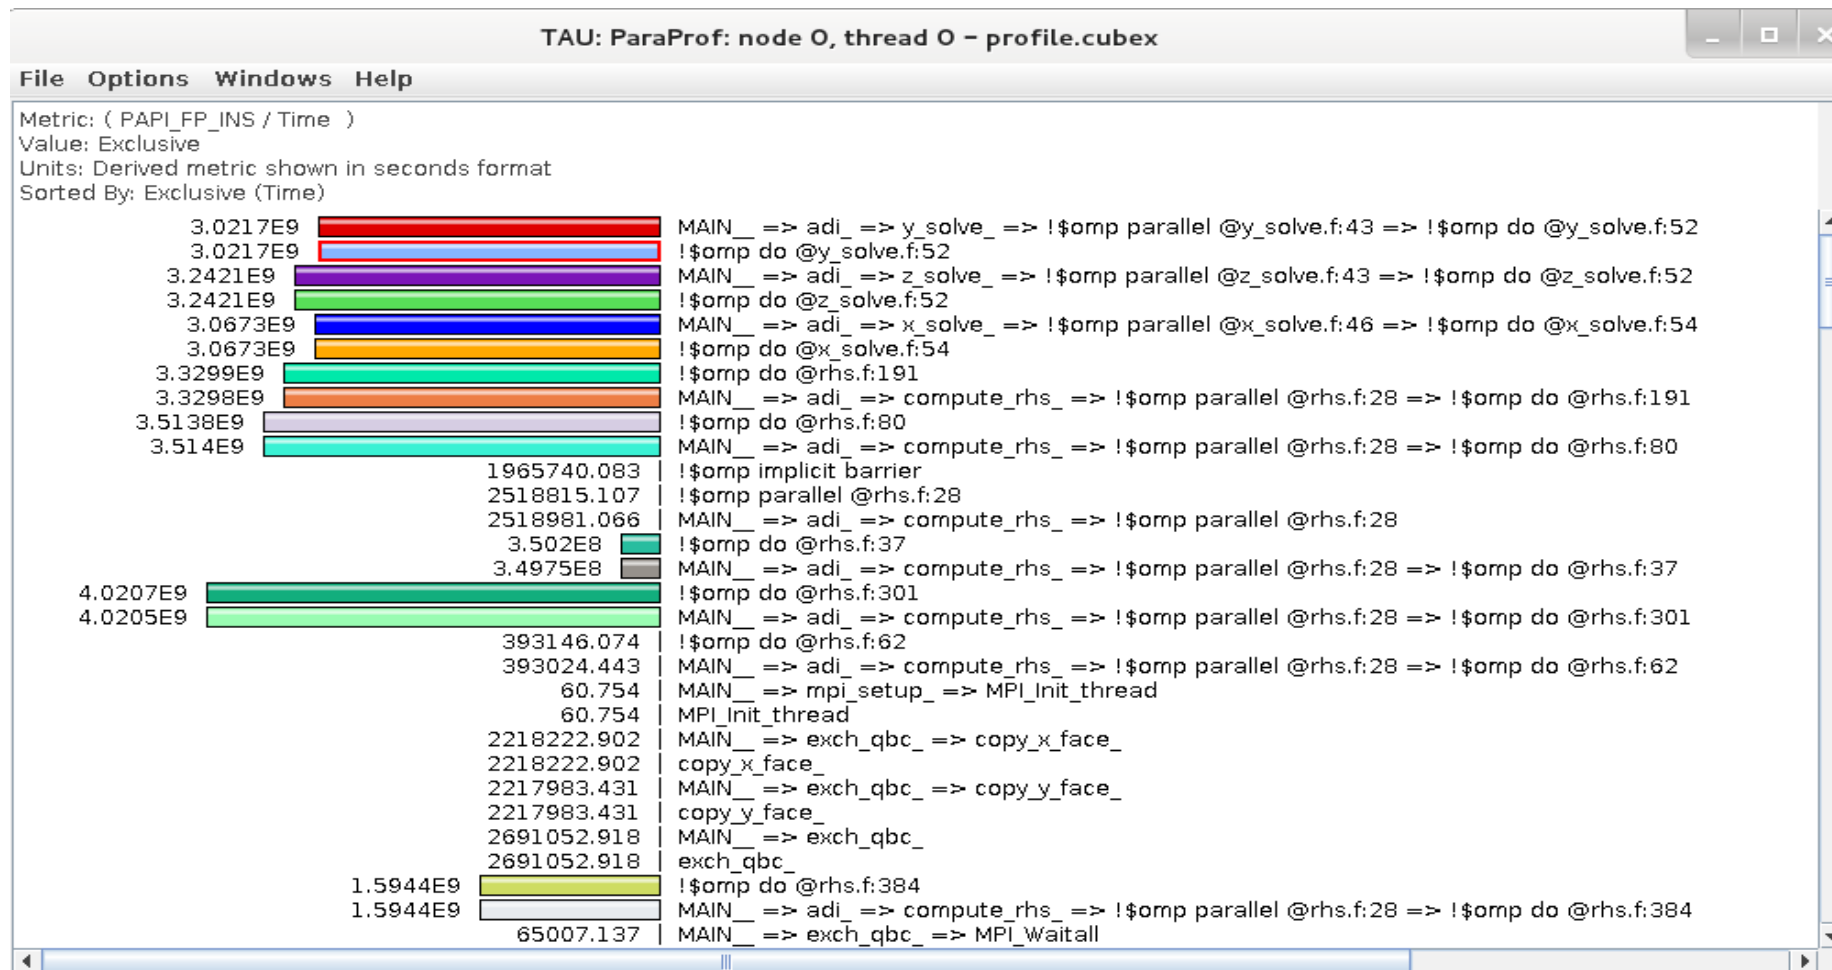 TAU: ParaProf: node 0, thread 0 – profile.cubex
File Options Windows Help
Metric: ( PAPI_FP_INS / Time )
Value: Exclusive
Units: Derived metric shown in seconds format
Sorted By: Exclusive (Time)
3.0217E9 MAIN__ => adi_ => y_solve_ => !$omp parallel @y_solve.f:43 => !$omp do @y_solve.f:52
3.0217E9 !$omp do @y_solve.f:52
3.2421E9 MAIN__ => adi_ => z_solve_ => !$omp parallel @z_solve.f:43 => !$omp do @z_solve.f:52
3.2421E9 !$omp do @z_solve.f:52
3.0673E9 MAIN__ => adi_ => x_solve_ => !$omp parallel @x_solve.f:46 => !$omp do @x_solve.f:54
3.0673E9 !$omp do @x_solve.f:54
3.3299E9 !$omp do @rhs.f:191
3.3298E9 MAIN__ => adi_ => compute_rhs_ => !$omp parallel @rhs.f:28 => !$omp do @rhs.f:191
3.5138E9 !$omp do @rhs.f:80
3.514E9 MAIN__ => adi_ => compute_rhs_ => !$omp parallel @rhs.f:28 => !$omp do @rhs.f:80
1965740.083 !$omp implicit barrier
2518815.107 !$omp parallel @rhs.f:28
2518981.066 MAIN__ => adi_ => compute_rhs_ => !$omp parallel @rhs.f:28
3.502E8 !$omp do @rhs.f:37
3.4975E8 MAIN__ => adi_ => compute_rhs_ => !$omp parallel @rhs.f:28 => !$omp do @rhs.f:37
4.0207E9 !$omp do @rhs.f:301
4.0205E9 MAIN__ => adi_ => compute_rhs_ => !$omp parallel @rhs.f:28 => !$omp do @rhs.f:301
393146.074 !$omp do @rhs.f:62
393024.443 MAIN__ => adi_ => compute_rhs_ => !$omp parallel @rhs.f:28 => !$omp do @rhs.f:62
60.754 MAIN__ => mpi_setup_ => MPI_Init_thread
60.754 MPI_Init_thread
2218222.902 MAIN__ => exch_qbc_ => copy_x_face_
2218222.902 copy_x_face_
2217983.431 MAIN__ => exch_qbc_ => copy_y_face_
2217983.431 copy_y_face_
2691052.918 MAIN__ => exch_qbc_
2691052.918 exch_qbc_
1.5944E9 !$omp do @rhs.f:384
1.5944E9 MAIN__ => adi_ => compute_rhs_ => !$omp parallel @rhs.f:28 => !$omp do @rhs.f:384
65007.137 MAIN__ => exch_qbc_ => MPI_Waitall